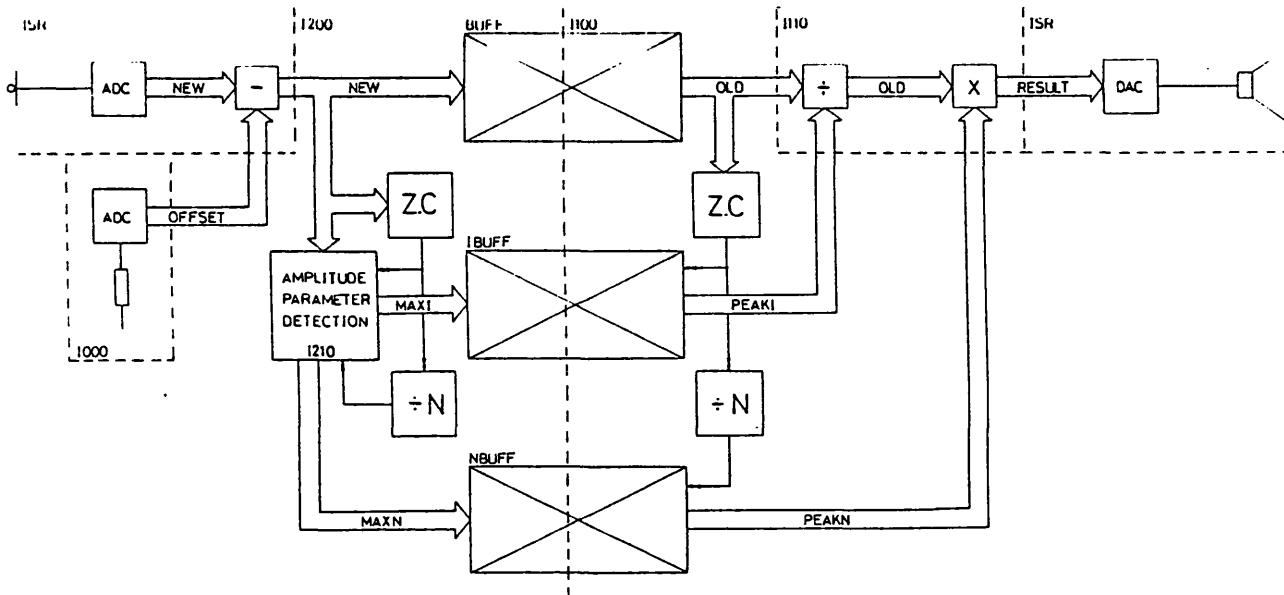 ISR
1200
BUFF
1100
1110
ISR
ADC
NEW
-
NEW
OLD
÷
OLD
X
RESULT
DAC
ADC
OFFSET
1000
Z.C
Z.C
IBUFF
AMPLITUDE
PARAMETER
DETECTION
1210
MAXI
PEAKI
÷N
÷N
NBUFF
MAXN
PEAKN